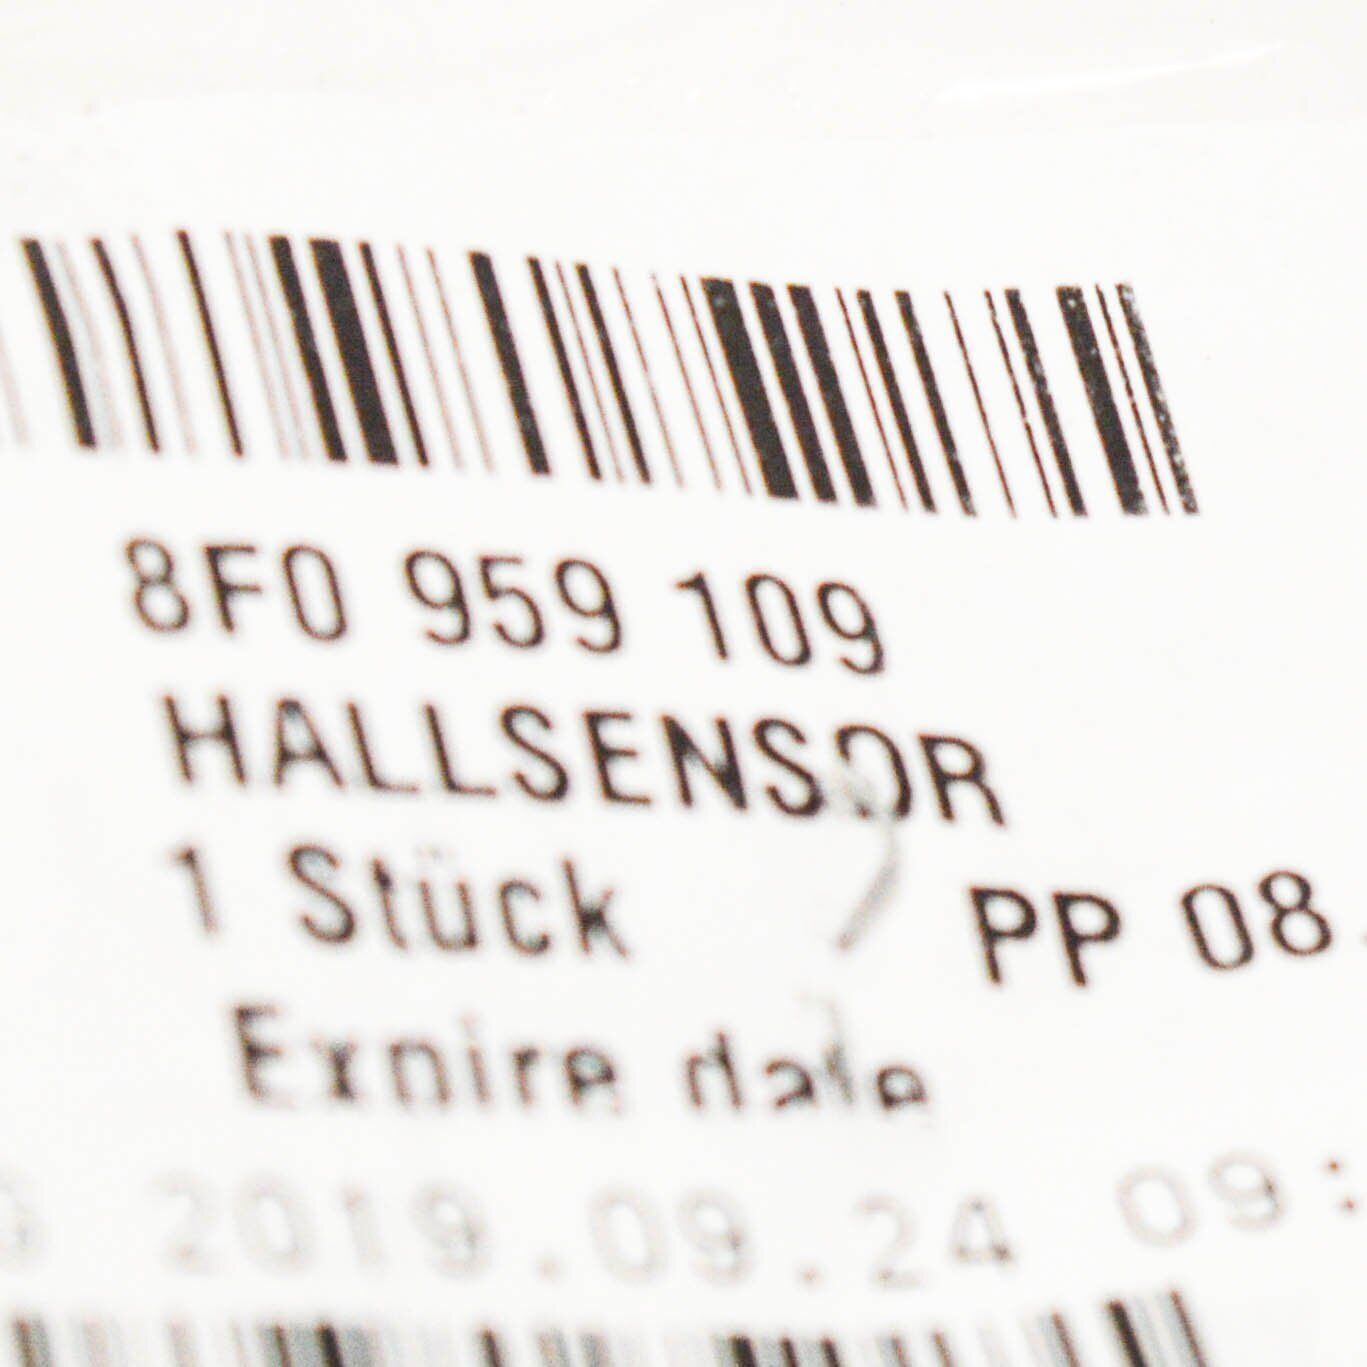 8F0 959 109
HALLSENSOR
1 Stück PP 08.
Expire date
G 2019.09.24 09: